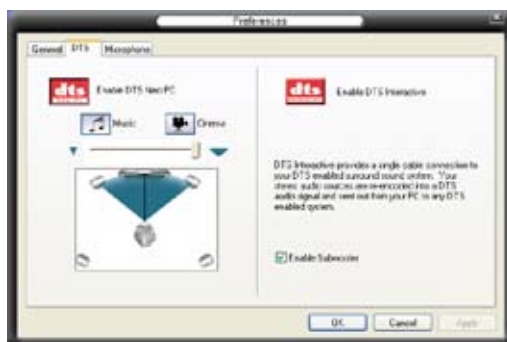 Preferences
General DTS Microphone
dts
Enable DTS Neo:PC
Music Cinema
dts
Enable DTS Interactive
DTS Interactive provides a single cable connection to
your DTS enabled surround sound system. Your
stereo audio sources are re-encoded into a DTS
audio signal and sent out from your PC to any DTS
enabled system.
Enable Subwoofer
OK Cancel Apply